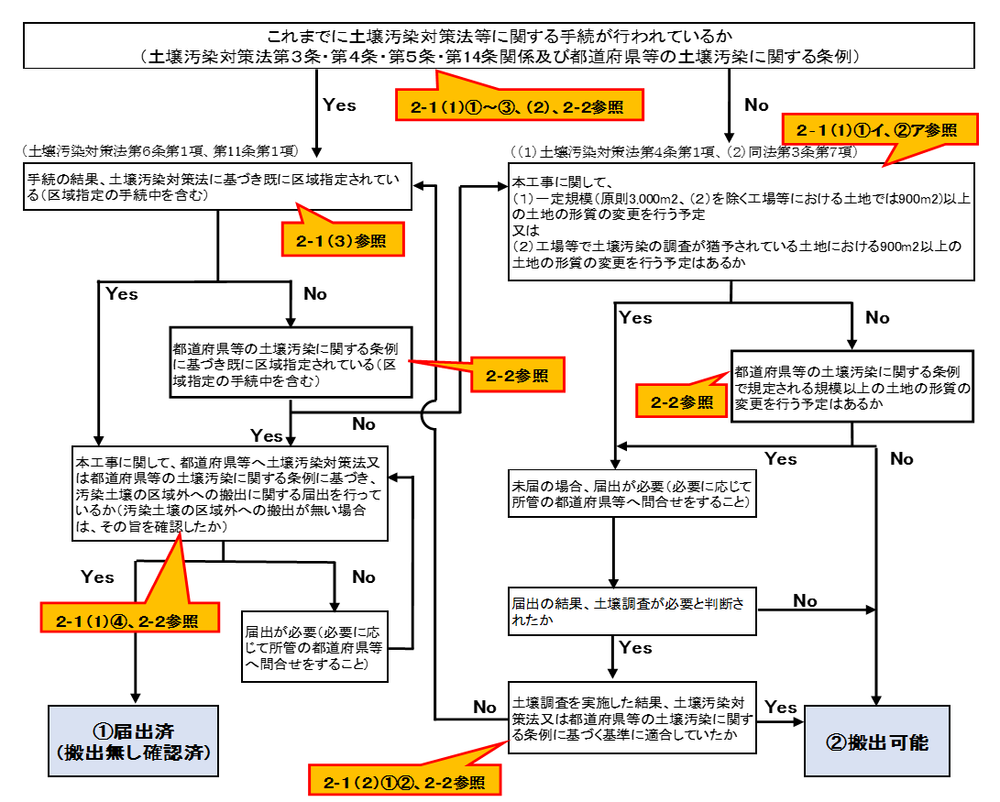 これまでに土壌汚染対策法等に関する手続が行われているか
（土壌汚染対策法第３条・第４条・第５条・第14条関係及び都道府県等の土壌汚染に関する条例）
Yes
2-1（1）①～③、（2）、2-2参照
No
2-1（1）①イ、②ア参照
（土壌汚染対策法第6条第1項、第11条第1項）
手続の結果、土壌汚染対策法に基づき既に区域指定されてい
る（区域指定の手続中を含む）
2-1（3）参照
（（1）土壌汚染対策法第4条第1項、（2）同法第3条第7項）
本工事に関して、
（１）一定規模（原則3,000m2、（２）を除く工場等における土地では900m2）以上
の土地の形質の変更を行う予定
又は
（２）工場等で土壌汚染の調査が猶予されている土地における900m2以上の
土地の形質の変更を行う予定はあるか
Yes
No
都道府県等の土壌汚染に関する条例
に基づき既に区域指定されている（区
域指定の手続中を含む）
2-2参照
Yes
No
Yes
No
都道府県等の土壌汚染に関する条例
で規定される規模以上の土地の形質の
変更を行う予定はあるか
2-2参照
Yes
No
本工事に関して、都道府県等へ土壌汚染対策法又
は都道府県等の土壌汚染に関する条例に基づき、
汚染土壌の区域外への搬出に関する届出を行って
いるか（汚染土壌の区域外への搬出が無い場合
は、その旨を確認したか）
Yes
No
2-1（1）④、2-2参照
届出が必要（必要に応
じて所管の都道府県等
へ問合せをすること）
①届出済
（搬出無し確認済）
未届の場合、届出が必要（必要に応じて
所管の都道府県等へ問合せをすること）
届出の結果、土壌調査が必要と判断さ
れたか
No
Yes
土壌調査を実施した結果、土壌汚染対
策法又は都道府県等の土壌汚染に関す
る条例に基づく基準に適合していたか
No
Yes
2-1（2）①②、2-2参照
②搬出可能